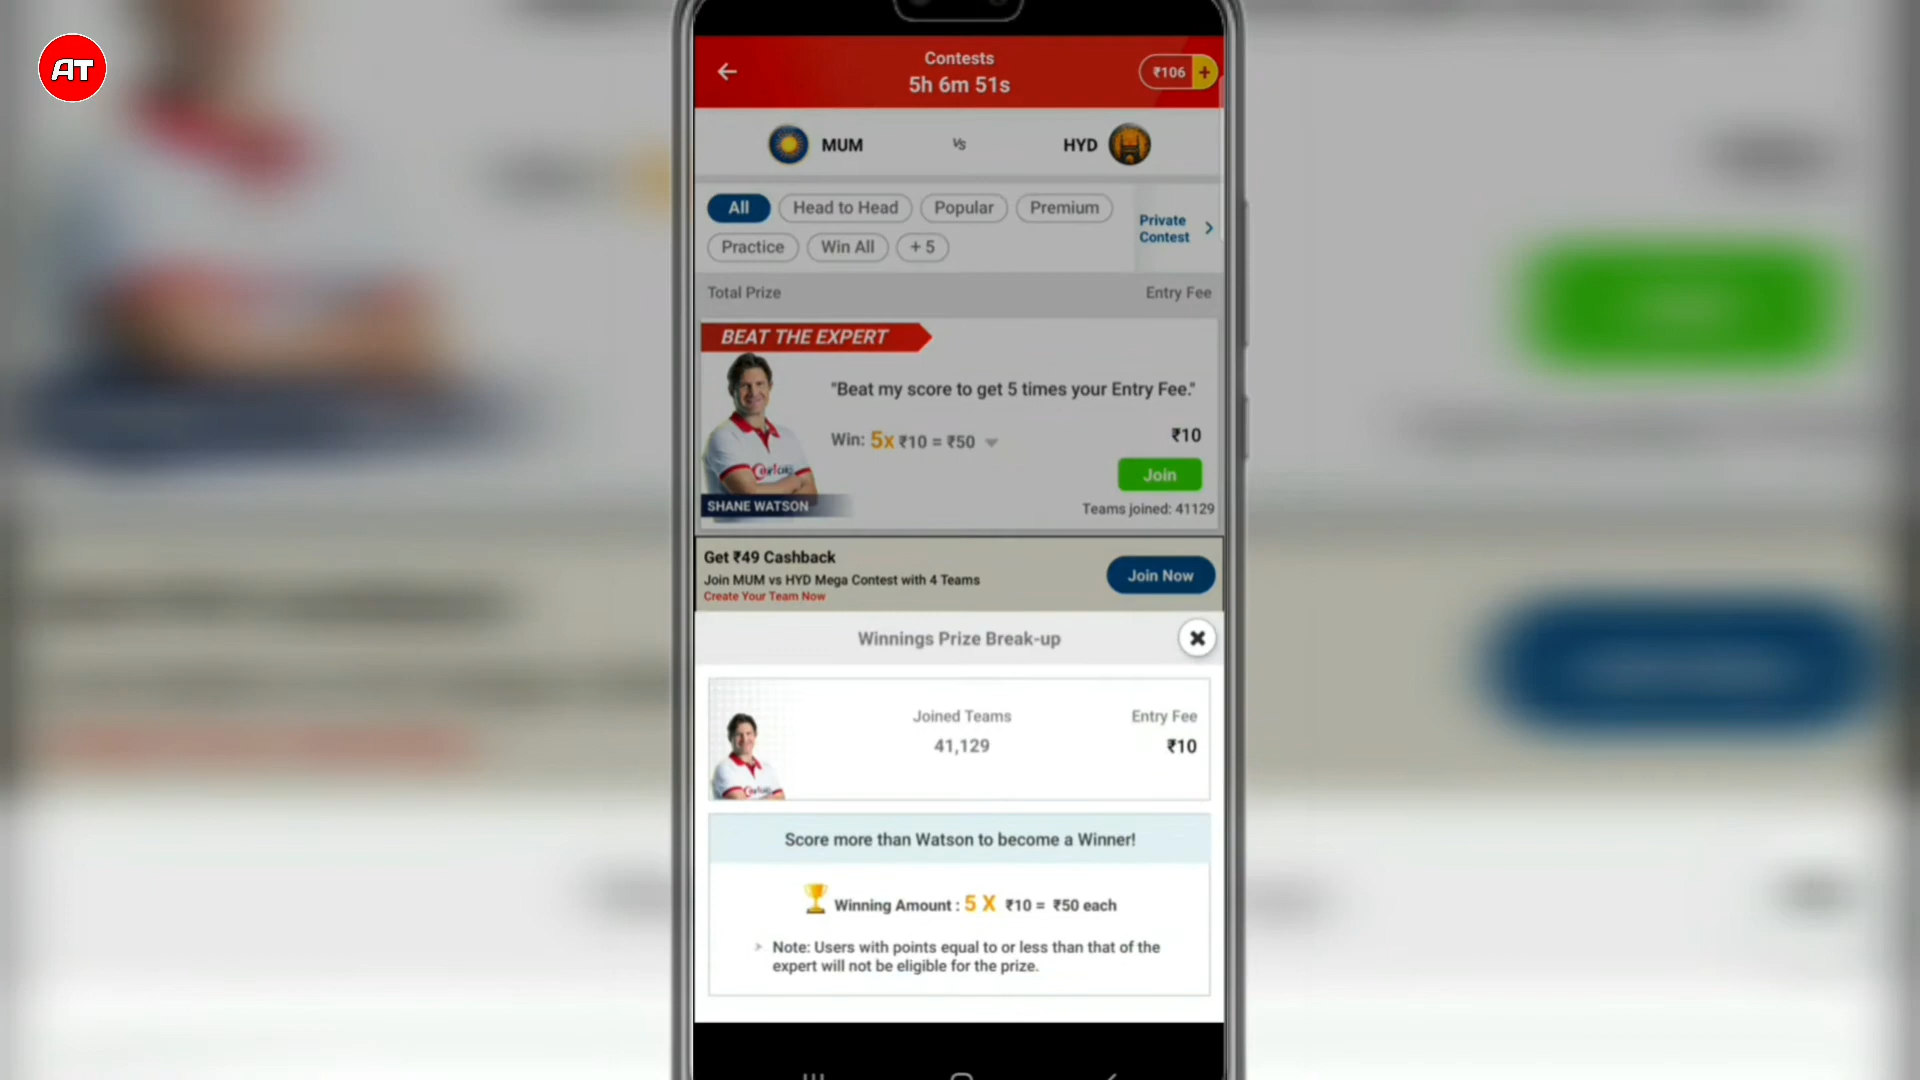 AT
Contests
5h 6m 51s
₹106 +
MUM
Vs
HYD
All
Head to Head
Popular
Premium
Private
Contest
Practice
Win All
+ 5
Total Prize
Entry Fee
BEAT THE EXPERT
"Beat my score to get 5 times your Entry Fee."
Win: 5x ₹10 = ₹50
₹10
Join
SHANE WATSON
Teams joined: 41129
Get ₹49 Cashback
Join MUM vs HYD Mega Contest with 4 Teams
Create Your Team Now
Join Now
Winnings Prize Break-up
Joined Teams
Entry Fee
41,129
₹10
Score more than Watson to become a Winner!
Winning Amount : 5 X ₹10 = ₹50 each
Note: Users with points equal to or less than that of the
expert will not be eligible for the prize.